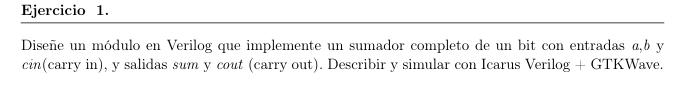 Ejercicio 1.
Diseñe un módulo en Verilog que implemente un sumador completo de un bit con entradas a,b y
cin(carry in), y salidas sum y cout (carry out). Describir y simular con Icarus Verilog + GTKWave.